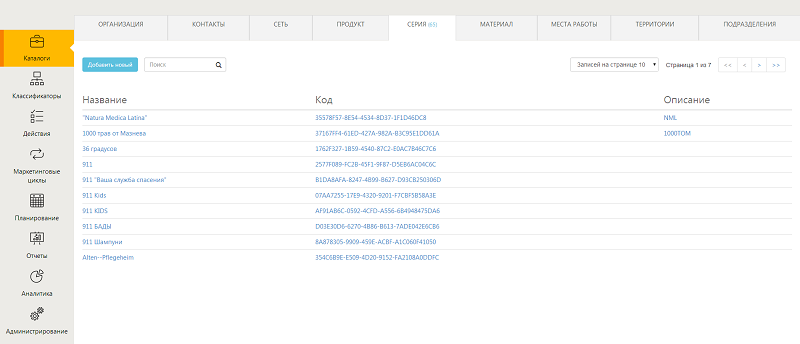 ОРГАНИЗАЦИЯ КОНТАКТЫ СЕТЬ ПРОДУКТ СЕРИЯ (65) МАТЕРИАЛ МЕСТА РАБОТЫ ТЕРРИТОРИИ ПОДРАЗДЕЛЕНИЯ
Каталоги
Классификаторы
Действия
Маркетинговые
циклы
Планирование
Отчеты
Аналитика
Администрирование
Добавить новый Поиск Записей на странице 10 Страница 1 из 7 << < > >>
Название Код Описание
"Natura Medica Latina" 35578F57-8E54-4534-8D37-1F1D46DC8 NML
1000 трав от Мазнева 37167FF4-61ED-427A-982A-B3C95E1DD61A 1000TOM
36 градусов 1762F327-1B59-4540-87C2-E0AC7B46C7C6
911 2577F089-FC2B-45F1-9F87-D5EB6AC04C6C
911 "Ваша служба спасения" B1DA8AFA-8247-4B99-B627-D93CB250306D
911 Kids 07AA7255-17E9-4320-9201-F7CBF5B58A3E
911 KIDS AF91AB6C-0592-4CFD-A556-6B4948475DA6
911 БАДЫ D03E30D6-6270-4B86-B613-7ADE042E6CB6
911 Шампуни 8A878305-9909-459E-ACBF-A1C060F41050
Alten--Pflegeheim 354C6B9E-E509-4D20-9152-FA2108A0DDFC